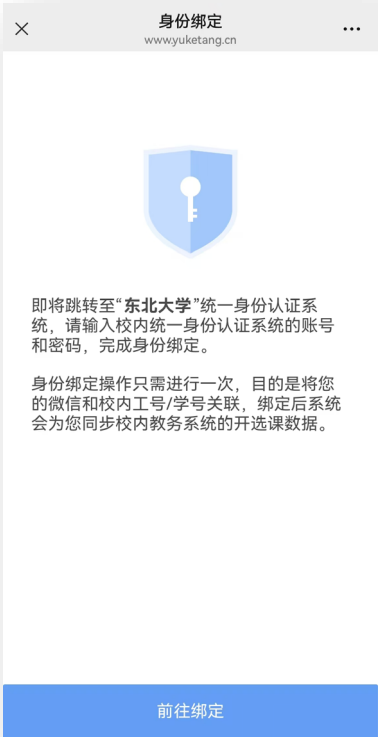 身份绑定
www.yuketang.cn
即将跳转至“东北大学”统一身份认证系
统，请输入校内统一身份认证系统的账号
和密码，完成身份绑定。
身份绑定操作只需进行一次，目的是将您
的微信和校内工号/学号关联，绑定后系统
会为您同步校内教务系统的开选课数据。
前往绑定